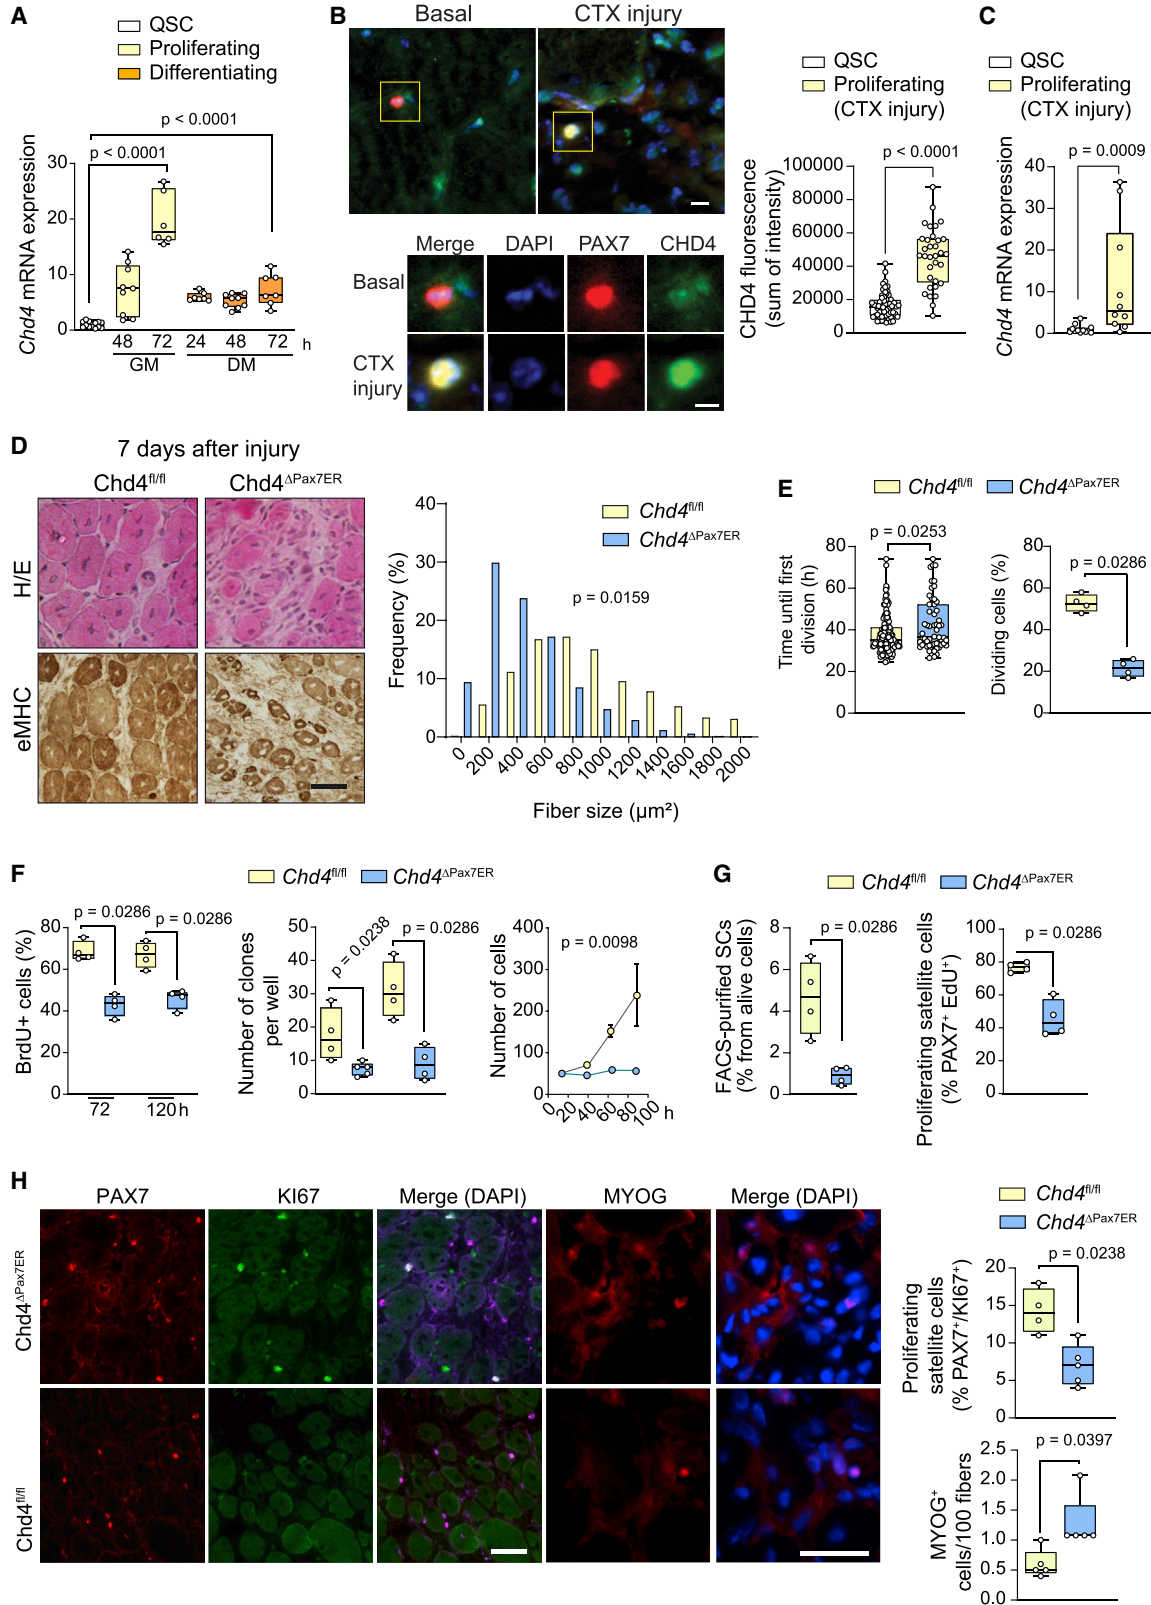 A
QSC
Proliferating
Differentiating
p < 0.0001
p < 0.0001
Chd4 mRNA expression
30
20
10
0
48 72 24 48 72 h
GM DM
B
Basal CTX injury
Merge DAPI PAX7 CHD4
Basal
CTX
injury
QSC
Proliferating
(CTX injury)
p < 0.0001
CHD4 fluorescence
(sum of intensity)
100000
80000
60000
40000
20000
0
C
QSC
Proliferating
(CTX injury)
p = 0.0009
Chd4 mRNA expression
40
30
20
10
0
D
7 days after injury
Chd4fl/fl Chd4ΔPax7ER
H/E
eMHC
Chd4fl/fl
Chd4ΔPax7ER
p = 0.0159
Frequency (%)
40
30
20
10
0
0 200 400 600 800 1000 1200 1400 1600 1800 2000
Fiber size (µm²)
E
Chd4fl/fl Chd4ΔPax7ER
p = 0.0253
Time until first
division (h)
80
60
40
20
0
p = 0.0286
Dividing cells (%)
80
60
40
20
0
F
Chd4fl/fl Chd4ΔPax7ER
p = 0.0286 p = 0.0286
BrdU+ cells (%)
80
60
40
20
0
72 120 h
p = 0.0238 p = 0.0286
Number of clones
per well
50
40
30
20
10
0
p = 0.0098
Number of cells
400
300
200
100
0
0 20 40 60 80 100 h
G
Chd4fl/fl Chd4ΔPax7ER
p = 0.0286
FACS-purified SCs
(% from alive cells)
8
6
4
2
0
p = 0.0286
Proliferating satellite cells
(% PAX7+ EdU+)
100
80
60
40
20
0
H
PAX7 KI67 Merge (DAPI) MYOG Merge (DAPI)
Chd4ΔPax7ER
Chd4fl/fl
Chd4fl/fl
Chd4ΔPax7ER
p = 0.0238
Proliferating
satellite cells
(% PAX7+/KI67+)
20
15
10
5
0
p = 0.0397
MYOG+
cells/100 fibers
2.5
2.0
1.5
1.0
0.5
0.0